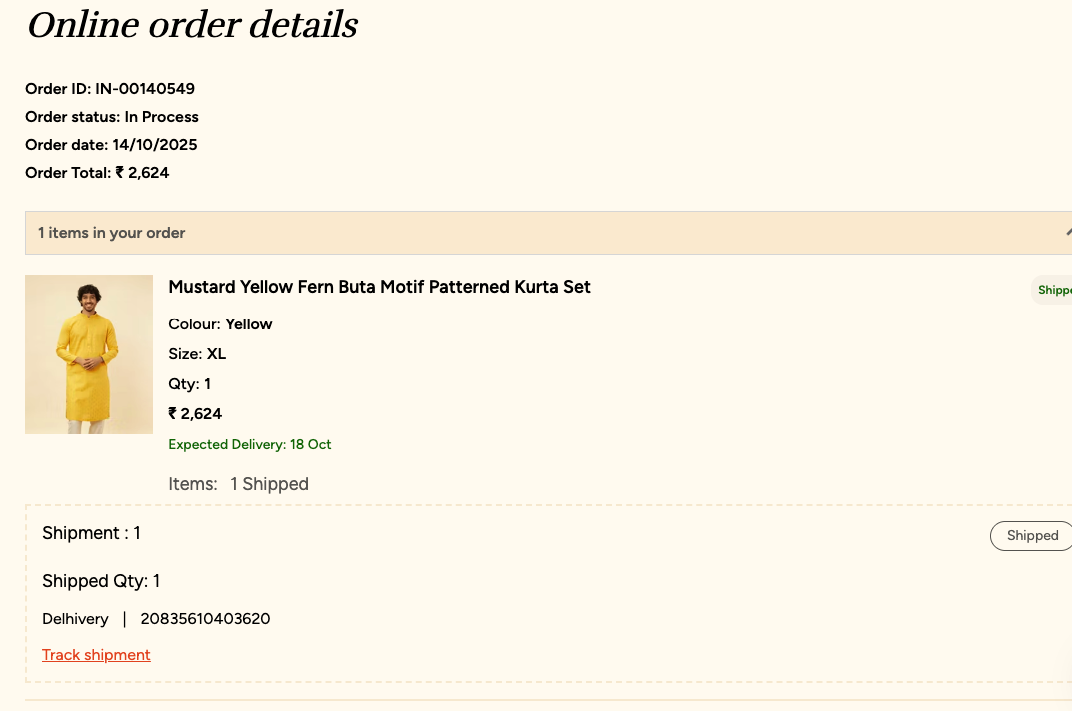 Online order details
Order ID: IN-00140549
Order status: In Process
Order date: 14/10/2025
Order Total: ₹ 2,624
1 items in your order
Mustard Yellow Fern Buta Motif Patterned Kurta Set
Shippe
Colour: Yellow
Size: XL
Qty: 1
₹ 2,624
Expected Delivery: 18 Oct
Items: 1 Shipped
Shipment : 1
Shipped
Shipped Qty: 1
Delhivery | 20835610403620
Track shipment